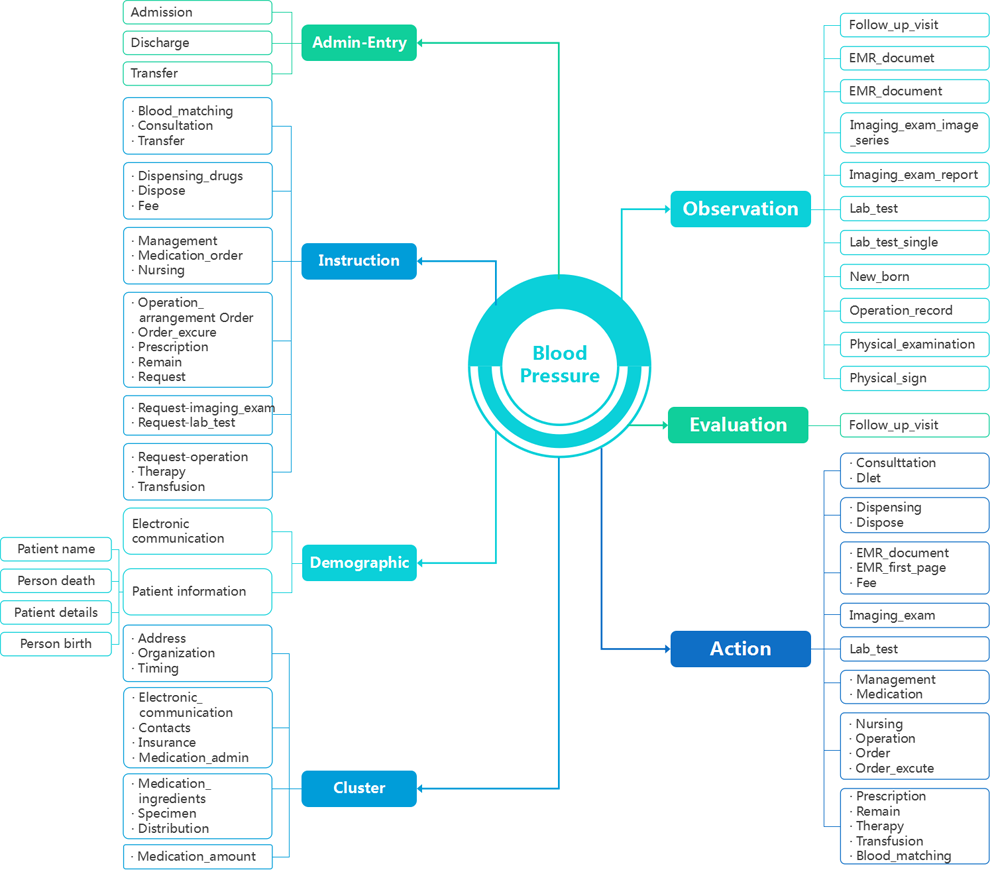 Admission
Discharge
Transfer
Admin-Entry
· Blood_matching
· Consultation
· Transfer
· Dispensing_drugs
· Dispose
· Fee
· Management
· Medication_order
· Nursing
· Operation_
arrangement Order
· Order_excure
· Prescription
· Remain
· Request
· Request-imaging_exam
· Request-lab_test
· Request-operation
· Therapy
· Transfusion
Instruction
Electronic
communication
Patient information
Patient name
Person death
Patient details
Person birth
Demographic
· Address
· Organization
· Timing
· Electronic_
communication
· Contacts
· Insurance
· Medication_admin
· Medication_
ingredients
· Specimen
· Distribution
· Medication_amount
Cluster
Blood
Pressure
Observation
Follow_up_visit
EMR_documet
EMR_document
Imaging_exam_image
_series
Imaging_exam_report
Lab_test
Lab_test_single
New_born
Operation_record
Physical_examination
Physical_sign
Evaluation
Follow_up_visit
Action
· Consulttation
· Dlet
· Dispensing
· Dispose
· EMR_document
· EMR_first_page
· Fee
Imaging_exam
Lab_test
· Management
· Medication
· Nursing
· Operation
· Order
· Order_excute
· Prescription
· Remain
· Therapy
· Transfusion
· Blood_matching